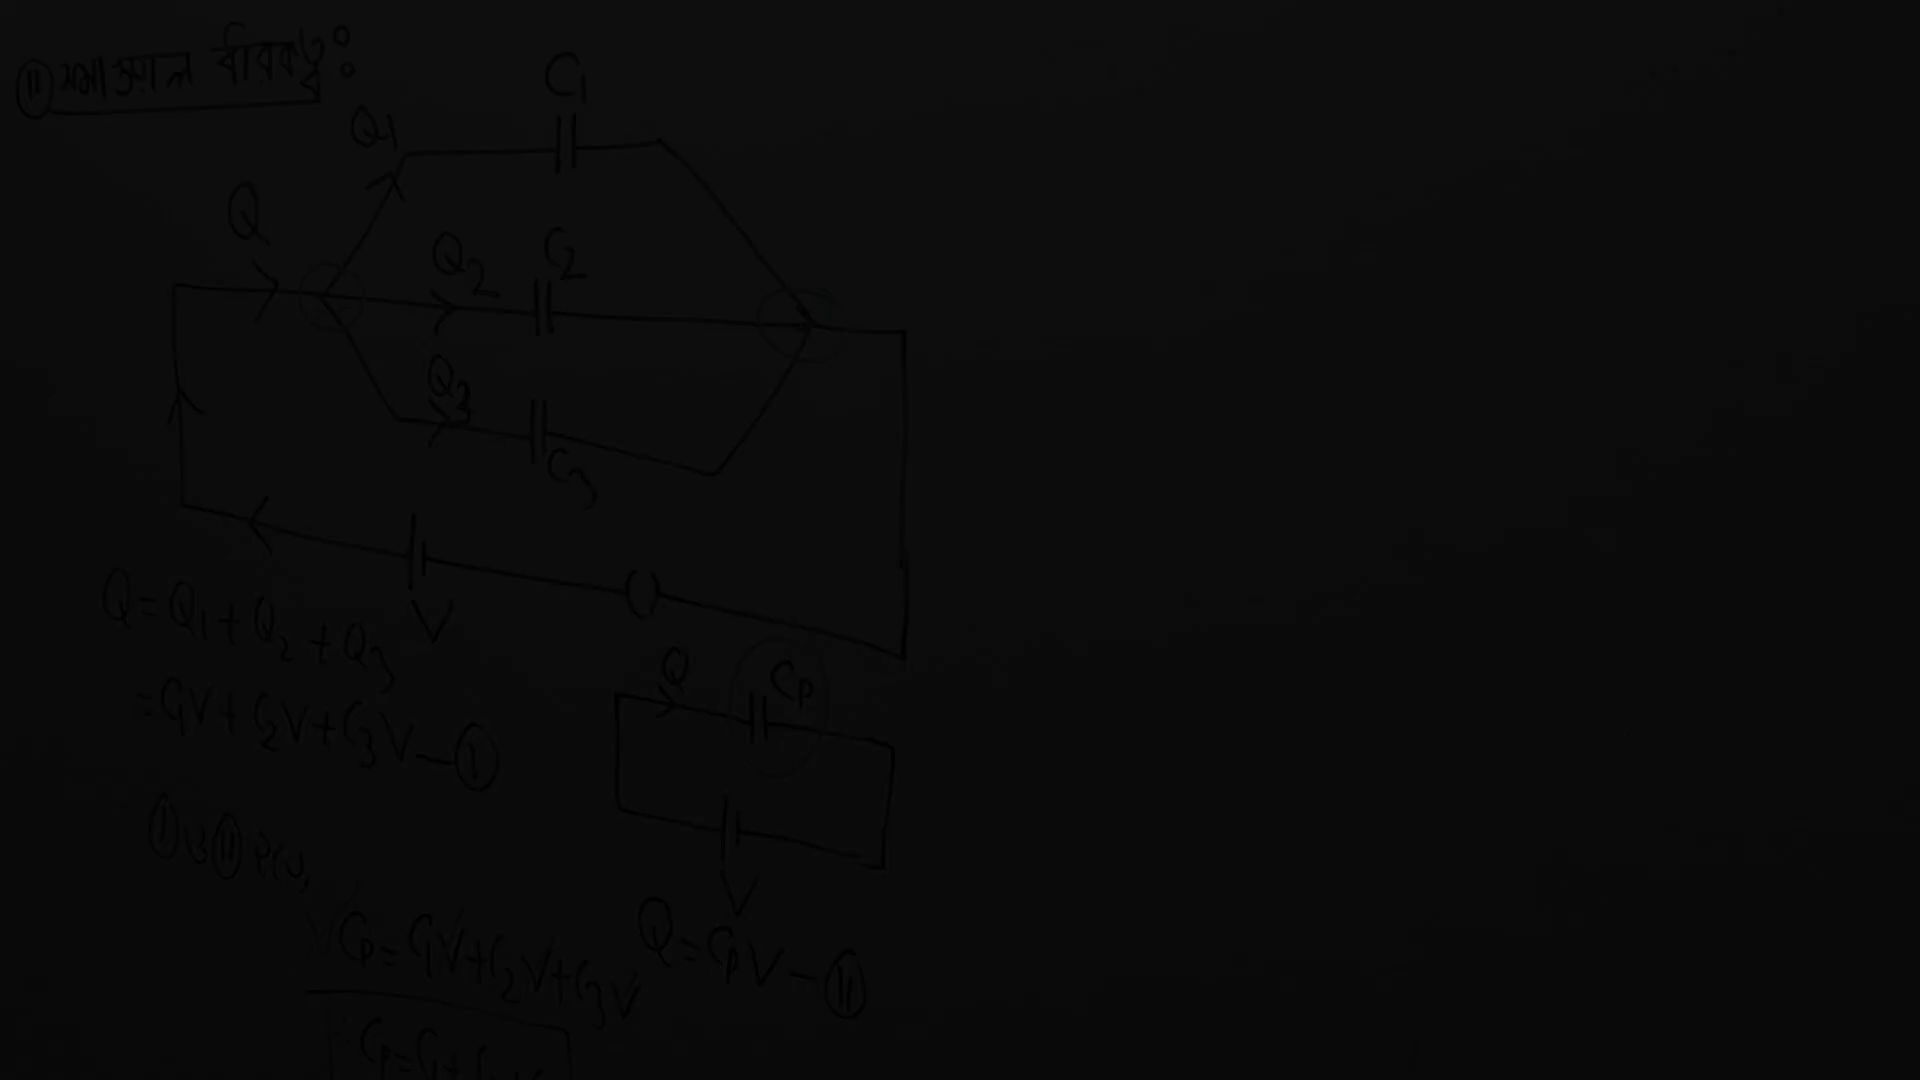 (II) সমান্তরাল ধারকত্ব :
C₁
Q₁
Q
Q₂
C₂
Q₃
C₃
V
Q = Q₁ + Q₂ + Q₃
= C₁V + C₂V + C₃V — (I)
Q
Cₚ
V
(I) ও (II)
VCₚ = C₁V + C₂V + C₃V
Q = CₚV — (II)